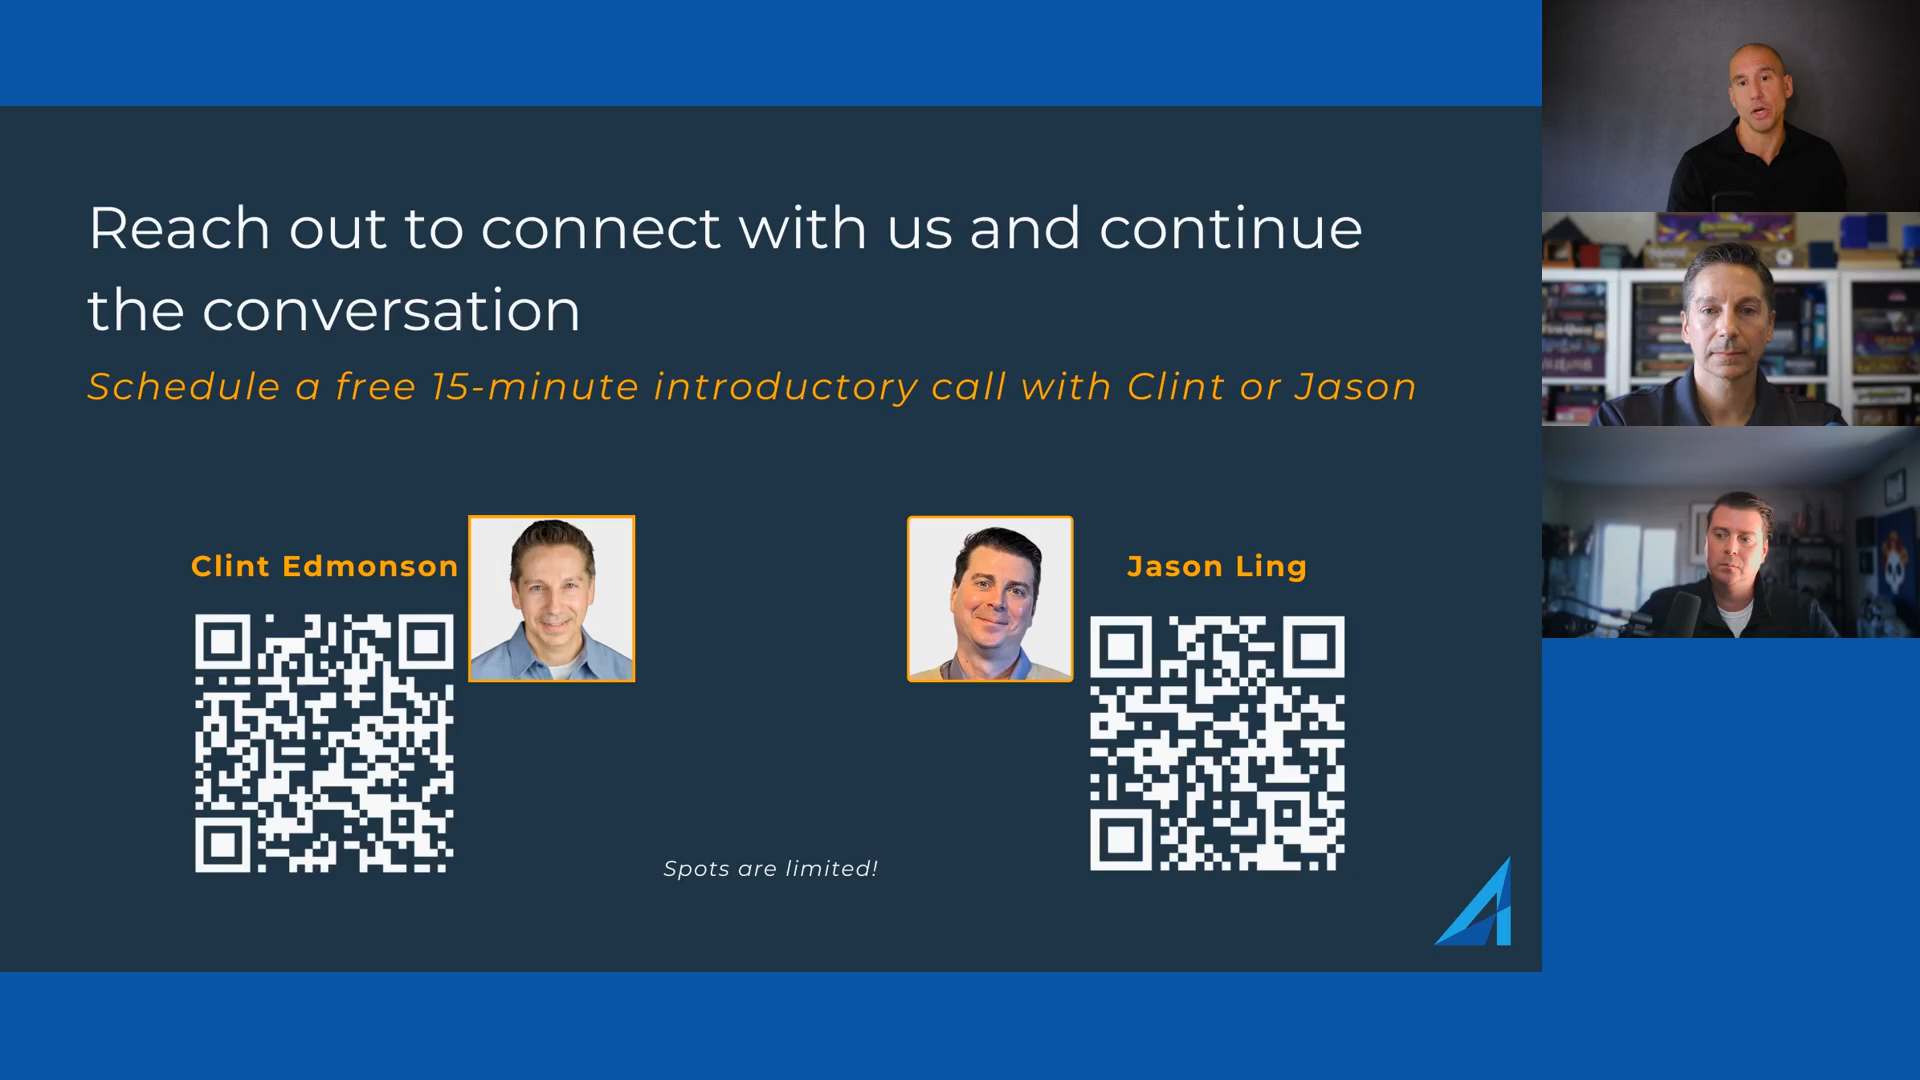 Reach out to connect with us and continue
the conversation
Schedule a free 15-minute introductory call with Clint or Jason
Clint Edmonson
Jason Ling
Spots are limited!